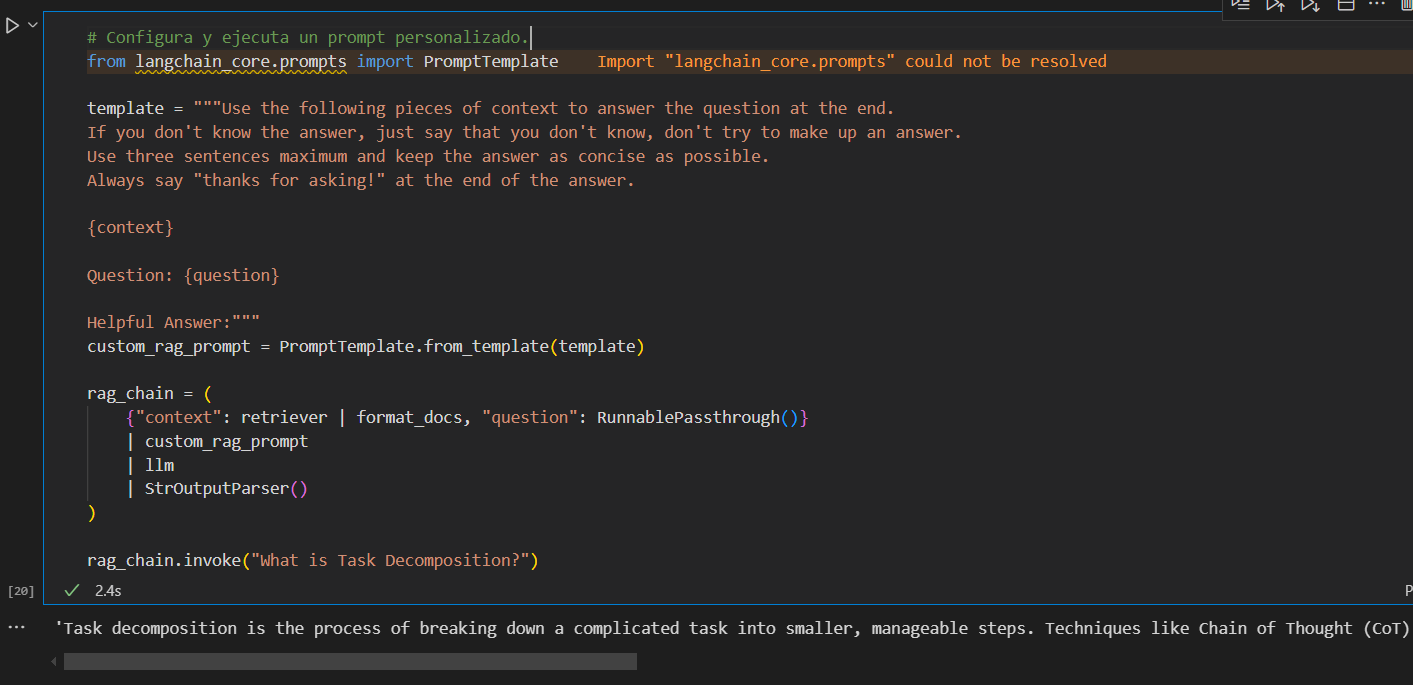 # Configura y ejecuta un prompt personalizado.
from langchain_core.prompts import PromptTemplate    Import "langchain_core.prompts" could not be resolved
template = """Use the following pieces of context to answer the question at the end.
If you don't know the answer, just say that you don't know, don't try to make up an answer.
Use three sentences maximum and keep the answer as concise as possible.
Always say "thanks for asking!" at the end of the answer.
{context}
Question: {question}
Helpful Answer:"""
custom_rag_prompt = PromptTemplate.from_template(template)
rag_chain = (
    {"context": retriever | format_docs, "question": RunnablePassthrough()}
    | custom_rag_prompt
    | llm
    | StrOutputParser()
)
rag_chain.invoke("What is Task Decomposition?")
[20] 2.4s P
'Task decomposition is the process of breaking down a complicated task into smaller, manageable steps. Techniques like Chain of Thought (CoT)